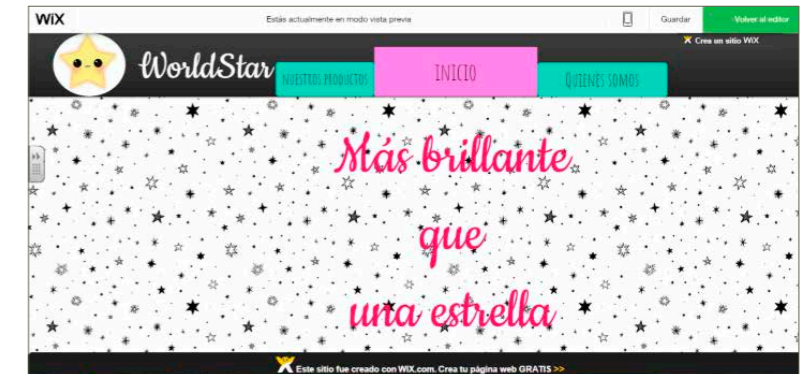 WiX
Estás actualmente en modo vista previa
Guardar
Volver al editor
Crea un sitio WiX
WorldStar
NUESTROS PRODUCTOS
INICIO
QUIENES SOMOS
Más brillante
que
una estrella
Este sitio fue creado con WIX.com. Crea tu página web GRATIS >>